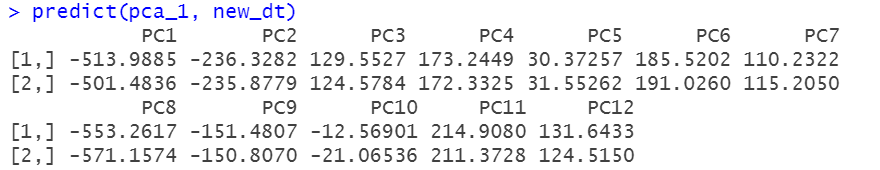 > predict(pca_1, new_dt)
PC1 PC2 PC3 PC4 PC5 PC6 PC7
[1,] -513.9885 -236.3282 129.5527 173.2449 30.37257 185.5202 110.2322
[2,] -501.4836 -235.8779 124.5784 172.3325 31.55262 191.0260 115.2050
PC8 PC9 PC10 PC11 PC12
[1,] -553.2617 -151.4807 -12.56901 214.9080 131.6433
[2,] -571.1574 -150.8070 -21.06536 211.3728 124.5150